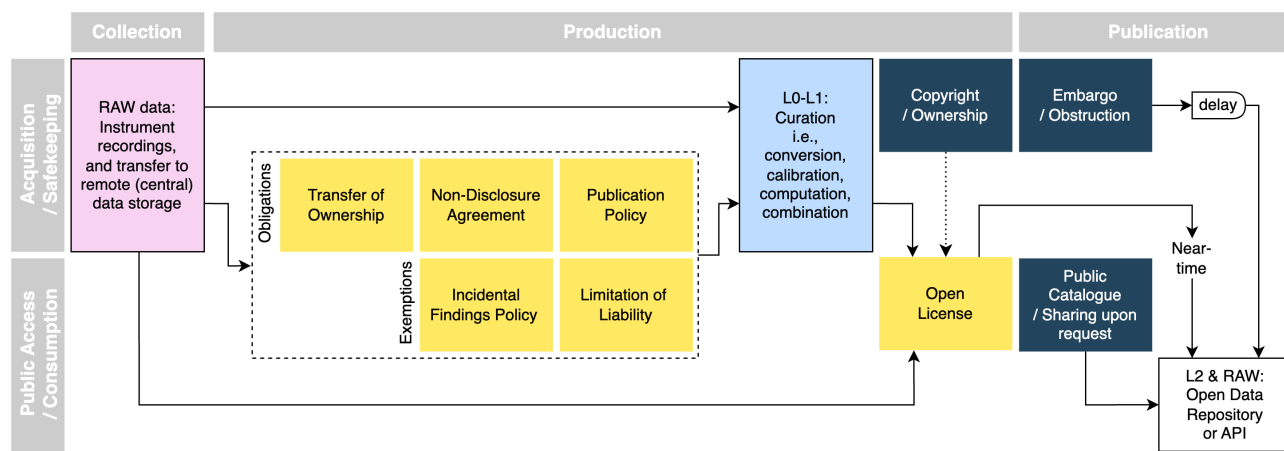 Collection
Production
Publication
Acquisition
/ Safekeeping
RAW data:
Instrument
recordings,
and transfer to
remote (central)
data storage
Obligations
Transfer of
Ownership
Non-Disclosure
Agreement
Publication
Policy
Exemptions
Incidental
Findings Policy
Limitation of
Liability
L0-L1:
Curation
i.e.,
conversion,
calibration,
computation,
combination
Copyright
/ Ownership
Embargo
/ Obstruction
delay
Public Access
/ Consumption
Open
License
Public
Catalogue
/ Sharing upon
request
Near-
time
L2 & RAW:
Open Data
Repository
or API